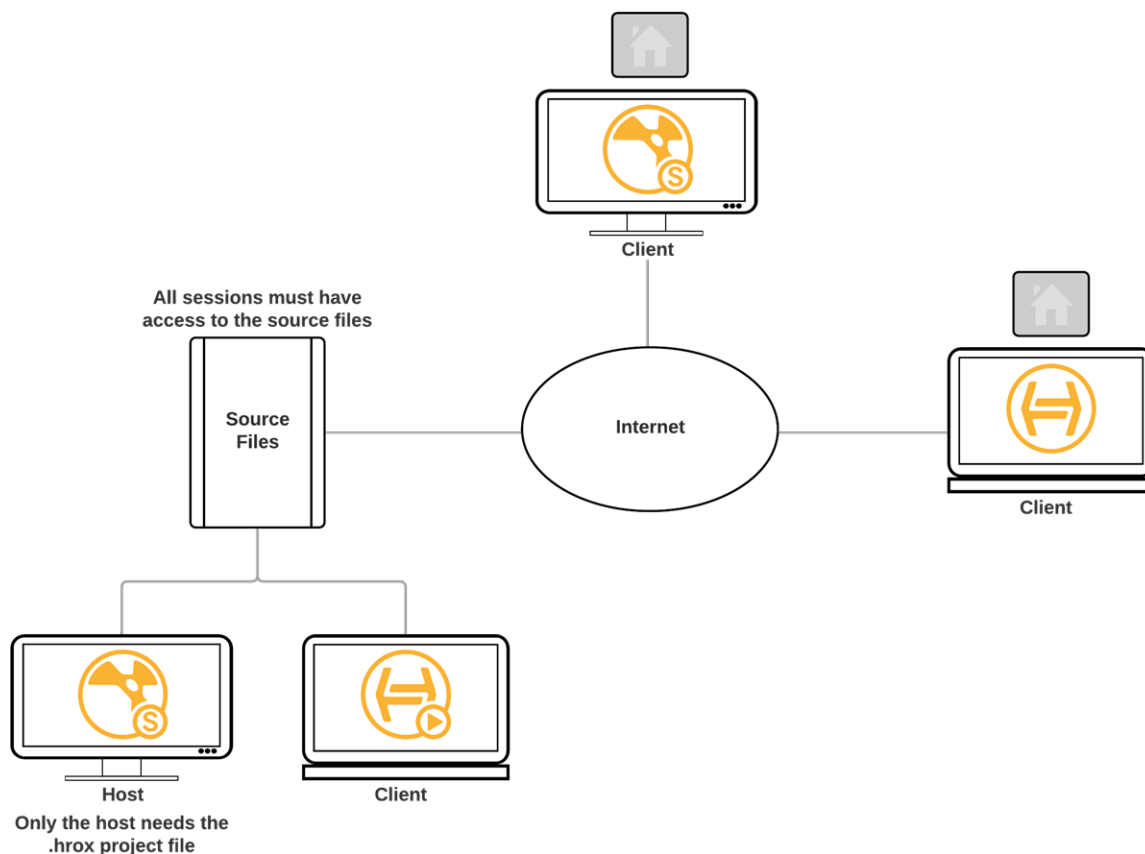 S
Client
All sessions must have
access to the source files
Source
Files
Internet
Client
S
Host
Client
Only the host needs the
.hrox project file